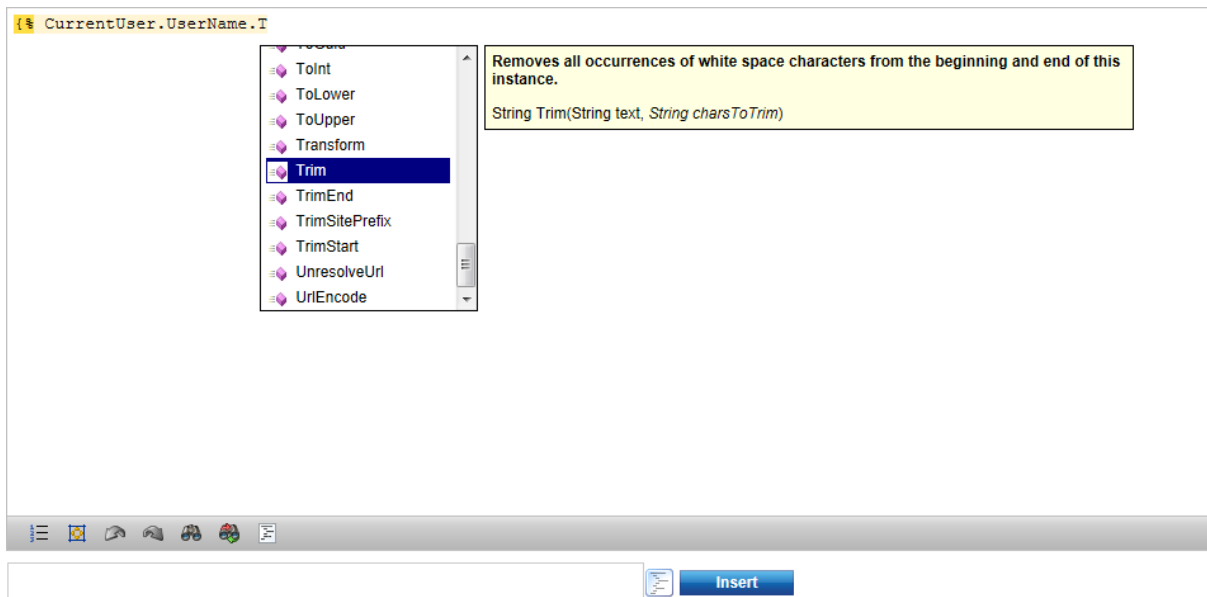 {% CurrentUser.UserName.T
ToInt
ToLower
ToUpper
Transform
Trim
TrimEnd
TrimSitePrefix
TrimStart
UnresolveUrl
UrlEncode
Removes all occurrences of white space characters from the beginning and end of this
instance.
String Trim(String text, String charsToTrim)
Insert